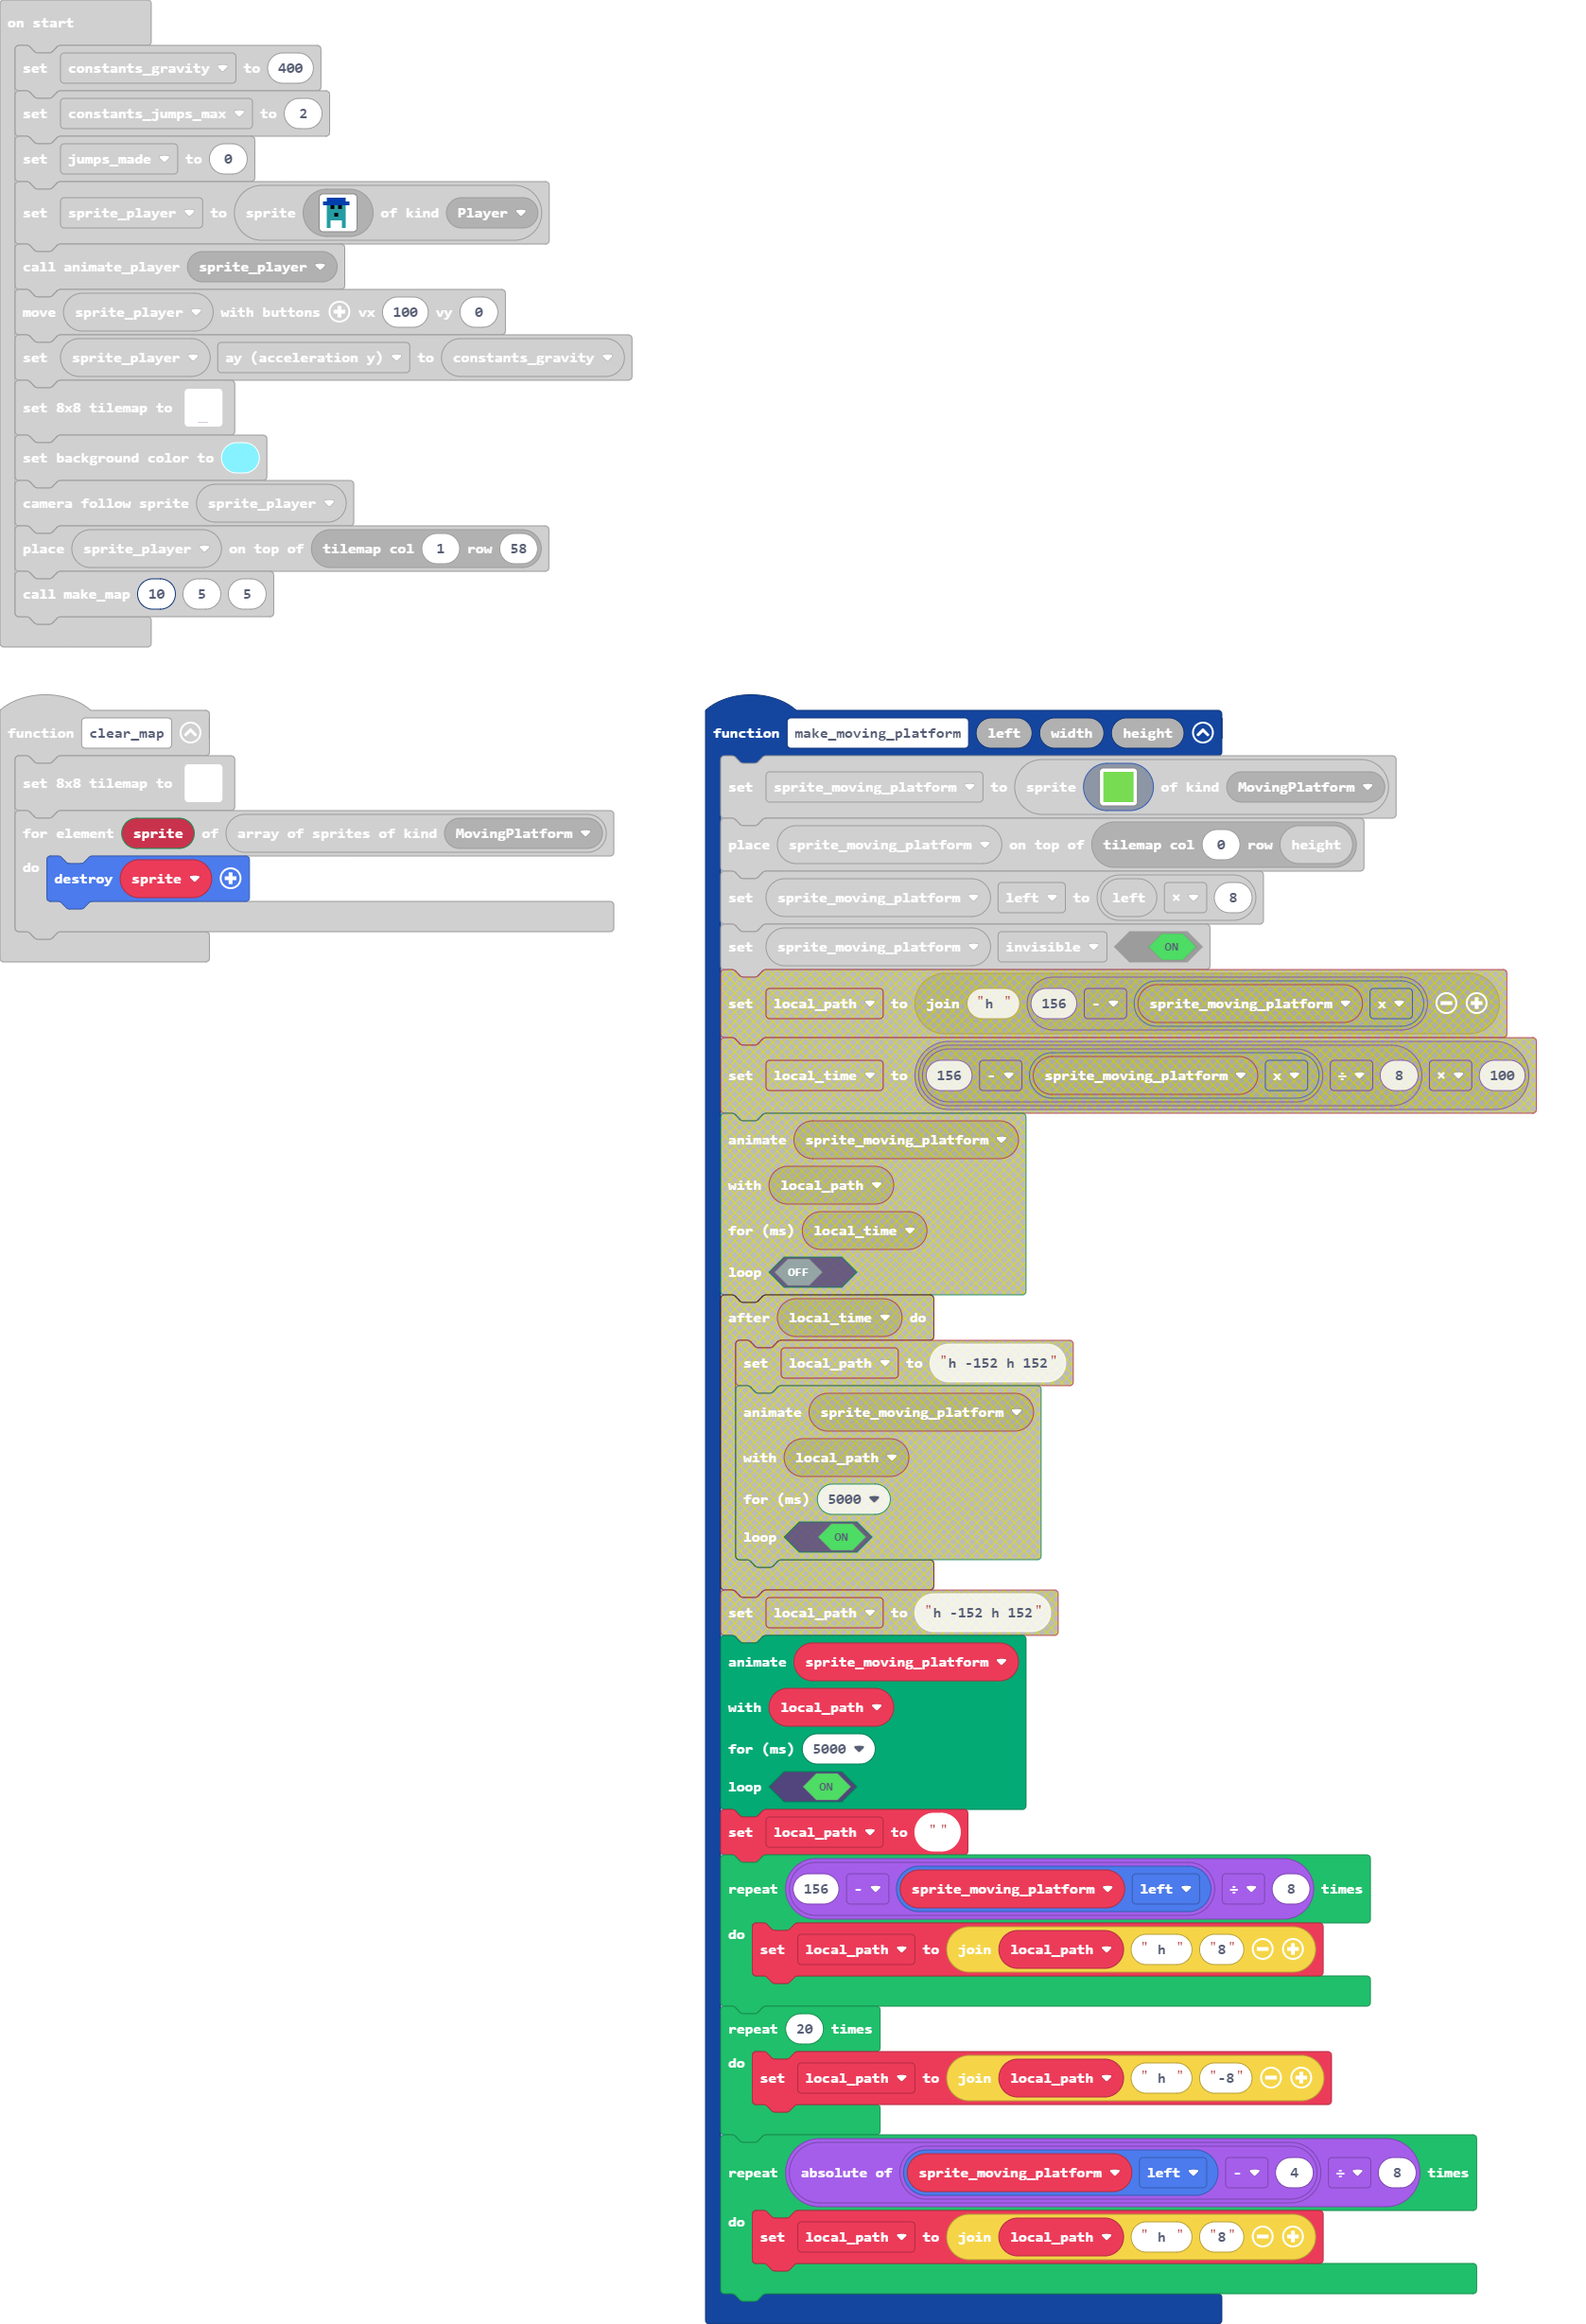 on start
set constants_gravity to 400
set constants_jumps_max to 2
set jumps_made to 0
set sprite_player to sprite of kind Player
call animate_player sprite_player
move sprite_player with buttons vx 100 vy 0
set sprite_player ay (acceleration y) to constants_gravity
set 8x8 tilemap to
set background color to
camera follow sprite sprite_player
place sprite_player on top of tilemap col 1 row 58
call make_map 10 5 5
function clear_map
set 8x8 tilemap to
for element sprite of array of sprites of kind MovingPlatform
do destroy sprite
function make_moving_platform left width height
set sprite_moving_platform to sprite of kind MovingPlatform
place sprite_moving_platform on top of tilemap col 0 row height
set sprite_moving_platform left to left × 8
set sprite_moving_platform invisible ON
set local_path to join "h " 156 - sprite_moving_platform x
set local_time to 156 - sprite_moving_platform x ÷ 8 × 100
animate sprite_moving_platform
with local_path
for (ms) local_time
loop OFF
after local_time do
set local_path to "h -152 h 152"
animate sprite_moving_platform
with local_path
for (ms) 5000
loop ON
set local_path to "h -152 h 152"
animate sprite_moving_platform
with local_path
for (ms) 5000
loop ON
set local_path to " "
repeat 156 - sprite_moving_platform left ÷ 8 times
do set local_path to join local_path " h " "8"
repeat 20 times
do set local_path to join local_path " h " "-8"
repeat absolute of sprite_moving_platform left - 4 ÷ 8 times
do set local_path to join local_path " h " "8"